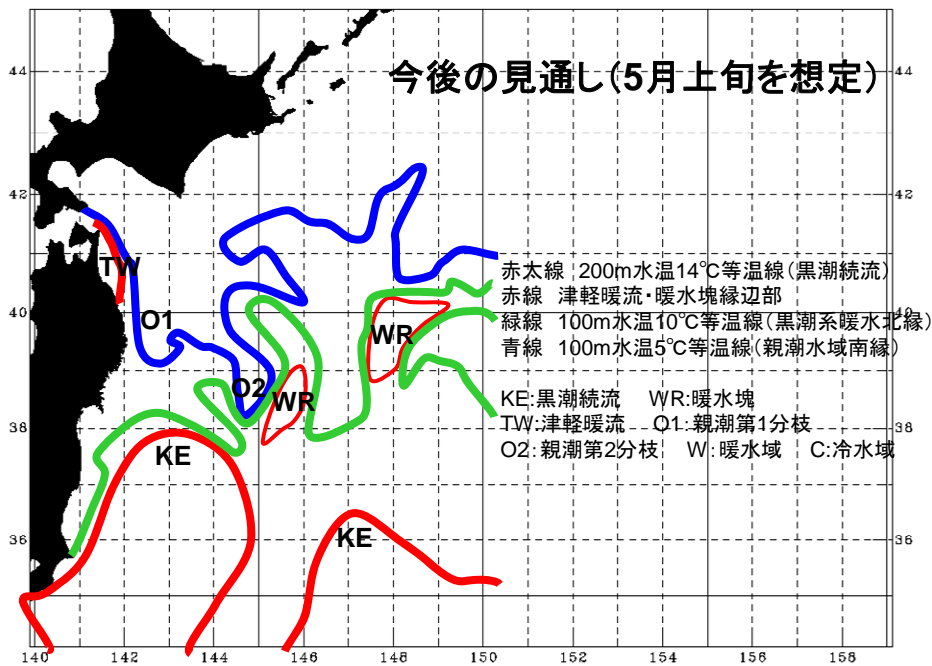 今後の見通し(5月上旬を想定)
44 44
42 42
TW
赤太線 200m水温14℃等温線(黒潮続流)
赤線 津軽暖流・暖水塊縁辺部
40 O1 WR 緑線 100m水温10℃等温線(黒潮系暖水北縁) 40
青線 100m水温5℃等温線(親潮水域南縁)
O2 WR KE:黒潮続流 WR:暖水塊
38 TW:津軽暖流 O1:親潮第1分枝 38
KE O2:親潮第2分枝 W:暖水域 C:冷水域
36 KE 36
140 142 144 146 148 150 152 154 156 158